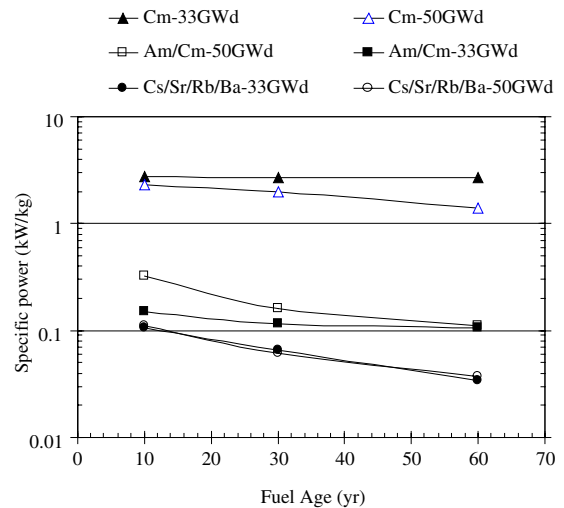 Cm-33GWd Cm-50GWd
Am/Cm-50GWd Am/Cm-33GWd
Cs/Sr/Rb/Ba-33GWd Cs/Sr/Rb/Ba-50GWd
10
1
0.1
0.01
Specific power (kW/kg)
0 10 20 30 40 50 60 70
Fuel Age (yr)